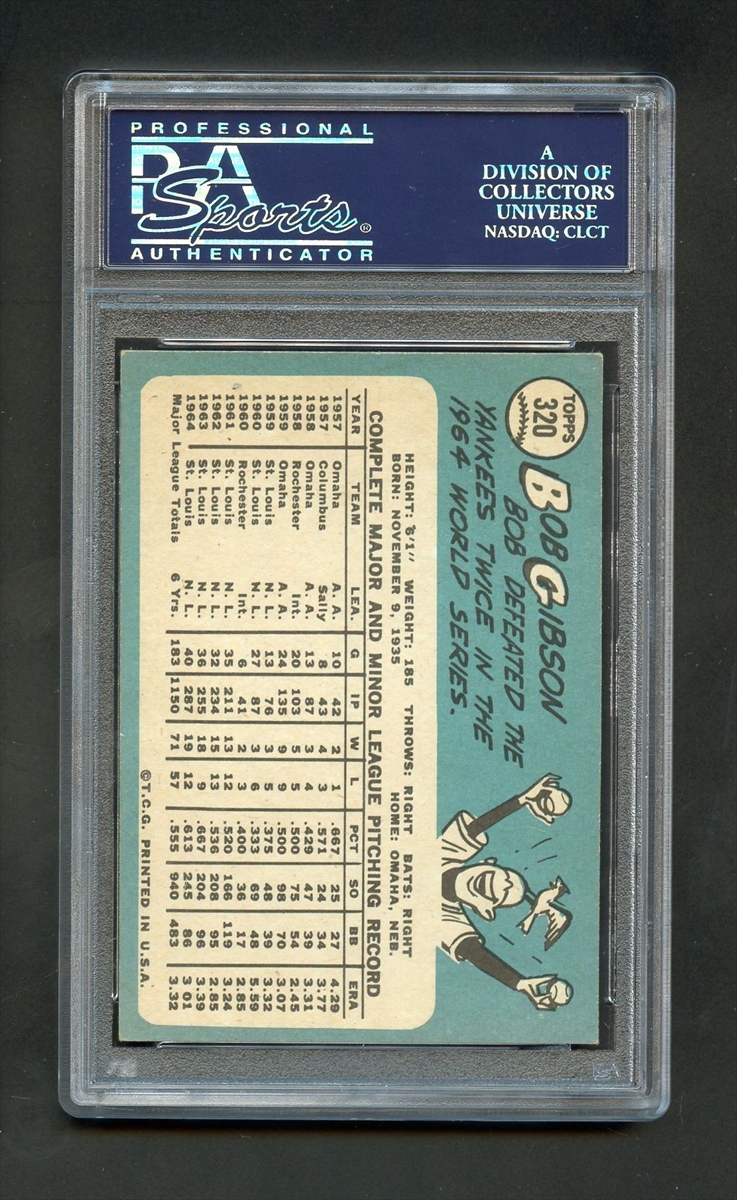 PROFESSIONAL
PSA
Sports®
AUTHENTICATOR
A
DIVISION OF
COLLECTORS
UNIVERSE
NASDAQ: CLCT
TOPPS
320
BOB GIBSON
BOB DEFEATED THE
YANKEES TWICE IN THE
1964 WORLD SERIES.
HEIGHT: 6'1" WEIGHT: 185 THROWS: RIGHT BATS: RIGHT
BORN: NOVEMBER 9, 1935 HOME: OMAHA, NEB.
COMPLETE MAJOR AND MINOR LEAGUE PITCHING RECORD
YEAR TEAM LEA. G IP W L PCT SO BB ERA
1957 Omaha A. A. 10 42 2 1 .667 25 27 4.29
1957 Columbus Sally 8 43 4 3 .571 24 34 3.77
1958 Omaha A. A. 13 87 3 4 .429 47 39 3.31
1958 Rochester Int. 20 103 5 5 .500 75 54 2.45
1959 Omaha A. A. 24 135 9 9 .500 98 70 3.07
1959 St. Louis N. L. 13 76 3 5 .375 48 39 3.32
1960 St. Louis N. L. 27 87 3 6 .333 69 48 5.59
1960 Rochester Int. 6 41 2 3 .400 36 17 2.85
1961 St. Louis N. L. 35 211 13 12 .520 166 119 3.24
1962 St. Louis N. L. 32 234 15 13 .536 208 95 2.85
1963 St. Louis N. L. 36 255 18 9 .667 204 96 3.39
1964 St. Louis N. L. 40 287 19 12 .613 245 86 3.01
Major League Totals 6 Yrs. 183 1150 71 57 .555 940 483 3.32
©T.C.G. PRINTED IN U.S.A.